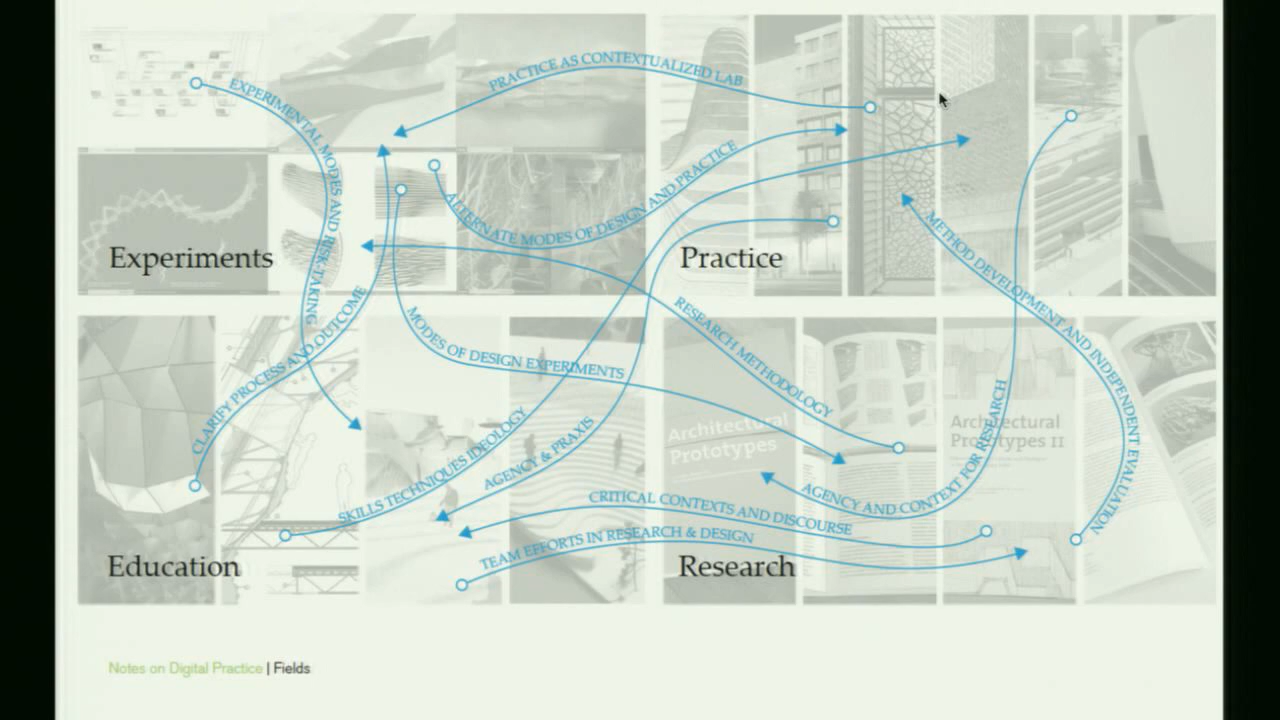 PRACTICE AS CONTEXTUALIZED LAB
EXPERIMENTAL MODES AND RISK-TAKING
ALTERNATE MODES OF DESIGN AND PRACTICE
METHOD DEVELOPMENT AND INDEPENDENT EVALUATION
Experiments
Practice
CLARIFY PROCESS AND OUTCOME
MODES OF DESIGN EXPERIMENTS
RESEARCH METHODOLOGY
SKILLS TECHNIQUES IDEOLOGY
AGENCY & PRAXIS
Architectural
Prototypes
Architectural
Prototypes II
AGENCY AND CONTEXT FOR RESEARCH
CRITICAL CONTEXTS AND DISCOURSE
TEAM EFFORTS IN RESEARCH & DESIGN
Education
Research
Notes on Digital Practice | Fields